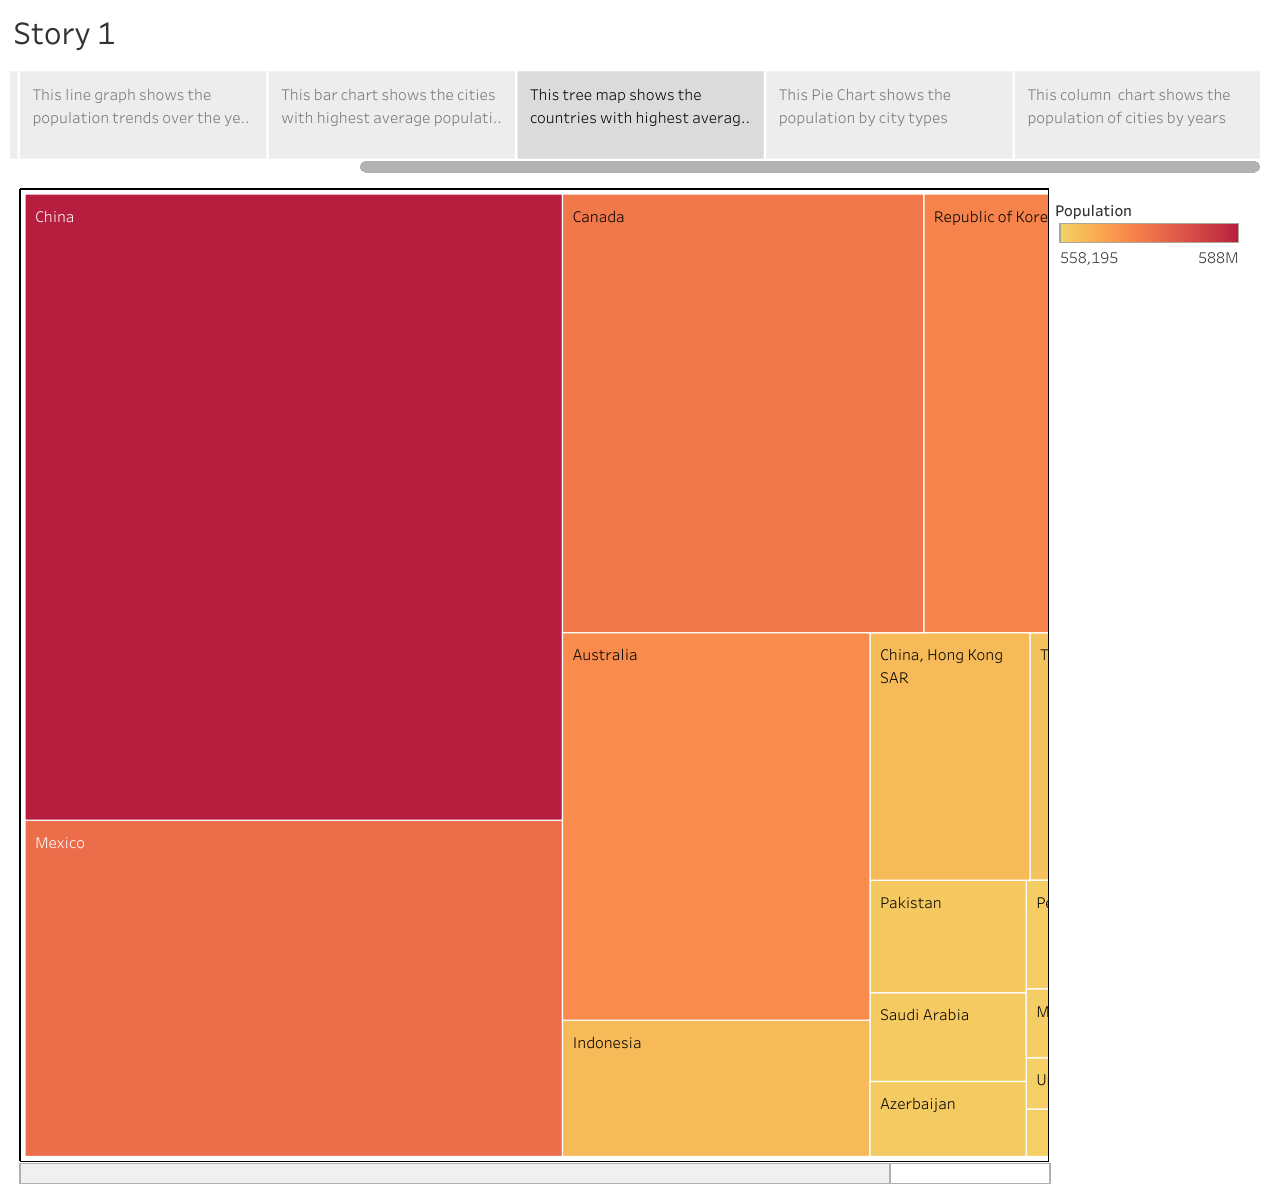 Story 1
This line graph shows the
population trends over the ye..
This bar chart shows the cities
with highest average populati..
This tree map shows the
countries with highest averag..
This Pie Chart shows the
population by city types
This column  chart shows the
population of cities by years
China
Canada
Republic of Kore
Population
558,195
588M
Australia
China, Hong Kong
SAR
T
Mexico
Pakistan
Pe
Saudi Arabia
M
Indonesia
U
Azerbaijan